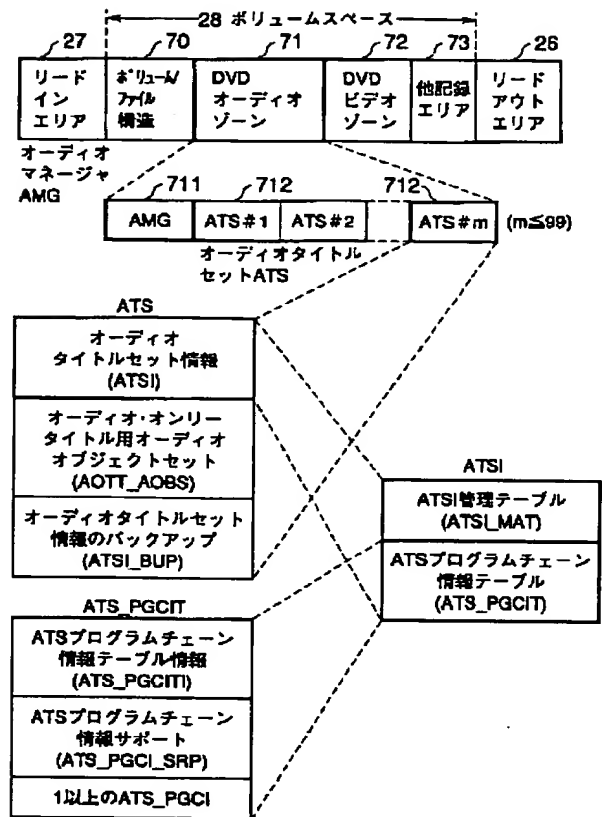 28 ボリュームスペース
27
70
71
72
73
26
リード
イン
エリア
ボリューム/
ファイル
構造
DVD
オーディオ
ゾーン
DVD
ビデオ
ゾーン
他記録
エリア
リード
アウト
エリア
オーディオ
マネージャ
AMG
711
712
712
AMG
ATS#1
ATS#2
ATS#m
(m≦99)
オーディオタイトル
セットATS
ATS
オーディオ
タイトルセット情報
(ATSI)
オーディオ・オンリー
タイトル用オーディオ
オブジェクトセット
(AOTT_AOBS)
オーディオタイトルセット
情報のバックアップ
(ATSI_BUP)
ATSI
ATSI管理テーブル
(ATSI_MAT)
ATSプログラムチェーン
情報テーブル
(ATS_PGCIT)
ATS_PGCIT
ATSプログラムチェーン
情報テーブル情報
(ATS_PGCITI)
ATSプログラムチェーン
情報サポート
(ATS_PGCI_SRP)
1以上のATS_PGCI